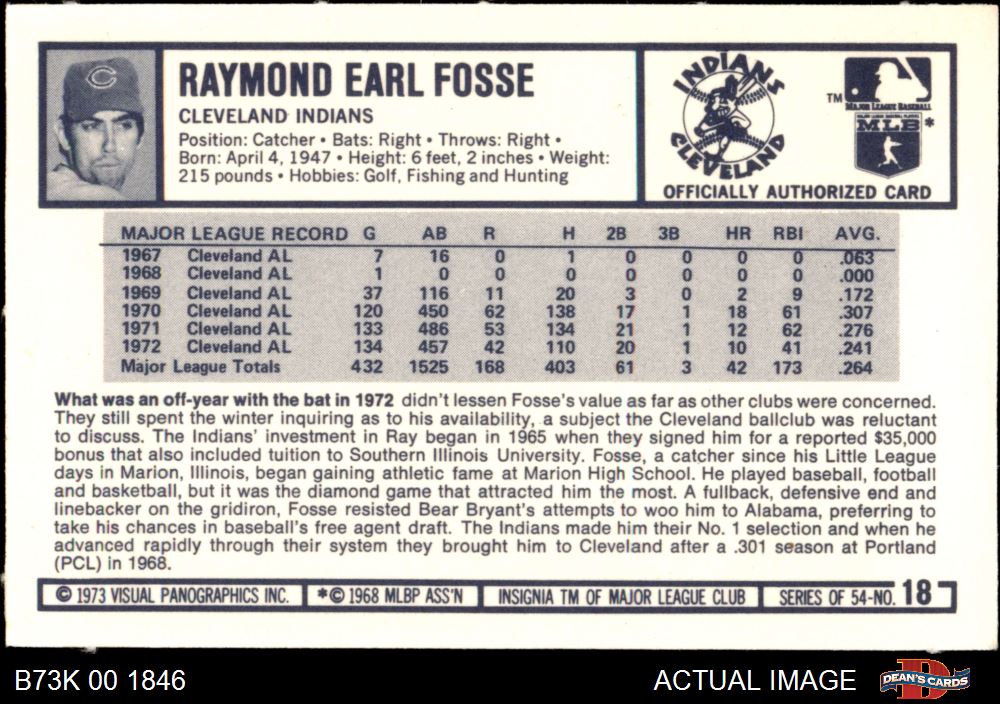 C
RAYMOND EARL FOSSE
CLEVELAND INDIANS
Position: Catcher • Bats: Right • Throws: Right •
Born: April 4, 1947 • Height: 6 feet, 2 inches • Weight:
215 pounds • Hobbies: Golf, Fishing and Hunting
INDIANS
CLEVELAND
TM
MAJOR LEAGUE BASEBALL
MAJOR LEAGUE BASEBALL PLAYERS
MLB *
OFFICIALLY AUTHORIZED CARD
MAJOR LEAGUE RECORD G AB R H 2B 3B HR RBI AVG.
1967 Cleveland AL 7 16 0 1 0 0 0 0 .063
1968 Cleveland AL 1 0 0 0 0 0 0 0 .000
1969 Cleveland AL 37 116 11 20 3 0 2 9 .172
1970 Cleveland AL 120 450 62 138 17 1 18 61 .307
1971 Cleveland AL 133 486 53 134 21 1 12 62 .276
1972 Cleveland AL 134 457 42 110 20 1 10 41 .241
Major League Totals 432 1525 168 403 61 3 42 173 .264
What was an off-year with the bat in 1972 didn't lessen Fosse's value as far as other clubs were concerned.
They still spent the winter inquiring as to his availability, a subject the Cleveland ballclub was reluctant
to discuss. The Indians' investment in Ray began in 1965 when they signed him for a reported $35,000
bonus that also included tuition to Southern Illinois University. Fosse, a catcher since his Little League
days in Marion, Illinois, began gaining athletic fame at Marion High School. He played baseball, football
and basketball, but it was the diamond game that attracted him the most. A fullback, defensive end and
linebacker on the gridiron, Fosse resisted Bear Bryant's attempts to woo him to Alabama, preferring to
take his chances in baseball's free agent draft. The Indians made him their No. 1 selection and when he
advanced rapidly through their system they brought him to Cleveland after a .301 season at Portland
(PCL) in 1968.
© 1973 VISUAL PANOGRAPHICS INC. *© 1968 MLBP ASS'N INSIGNIA TM OF MAJOR LEAGUE CLUB SERIES OF 54-NO. 18
B73K 00 1846 ACTUAL IMAGE D DEAN'S CARDS